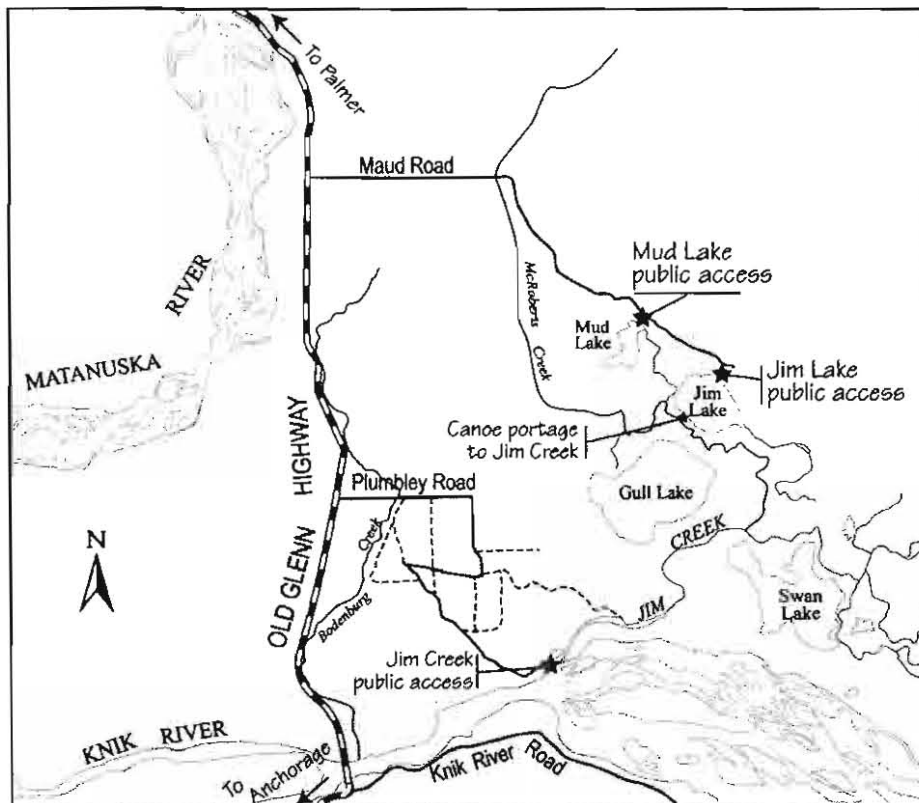 To Palmer
Maud Road
Mud Lake
public access
RIVER
McRoberts
Creek
Mud
Lake
MATANUSKA
Jim Lake
public access
Jim
Lake
Canoe portage
to Jim Creek
HIGHWAY
Plumbley Road
Gull Lake
N
CREEK
Creek
OLD GLENN
Swan
Lake
Bodenburg
JIM
Jim Creek
public access
KNIK RIVER
To
Anchorage
Knik River Road